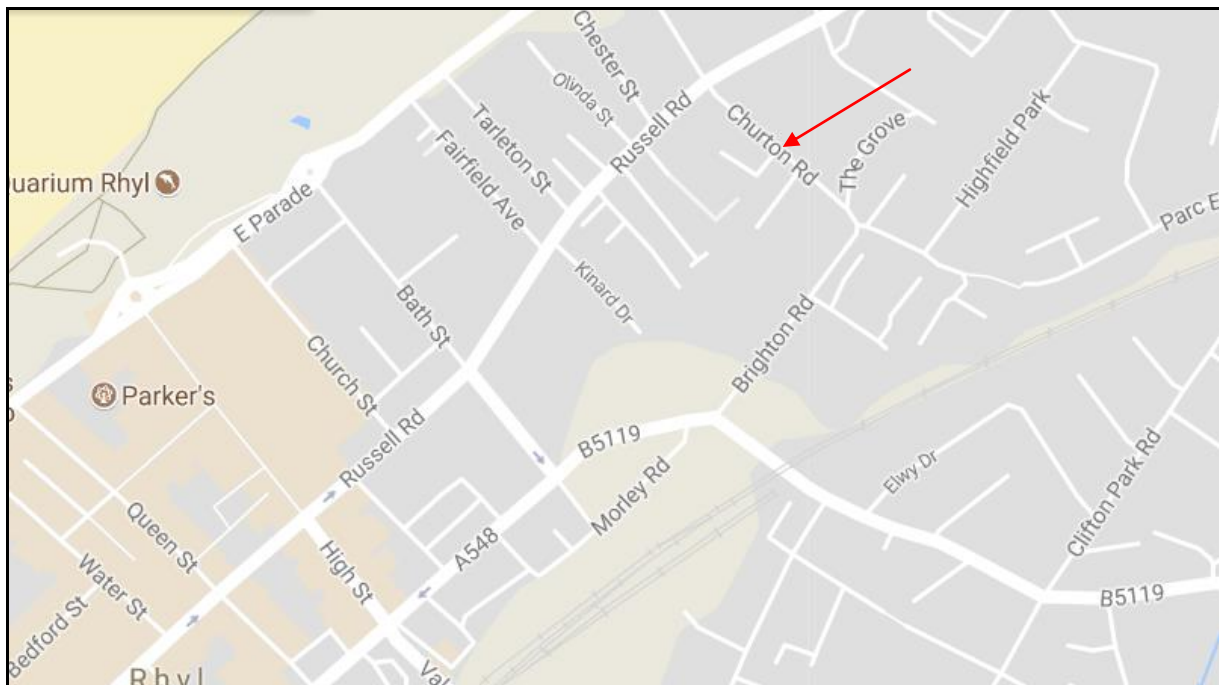 Chester St
Olinda St
Russell Rd
Churton Rd
The Grove
Highfield Park
Parc E
Tarleton St
Fairfield Ave
uarium Rhyl
E Parade
Kinard Dr
Bath St
Brighton Rd
Church St
Parker's
Russell Rd
B5119
Elwy Dr
Clifton Park Rd
Morley Rd
Queen St
A548
High St
Water St
B5119
Bedford St
Rhyl
Val